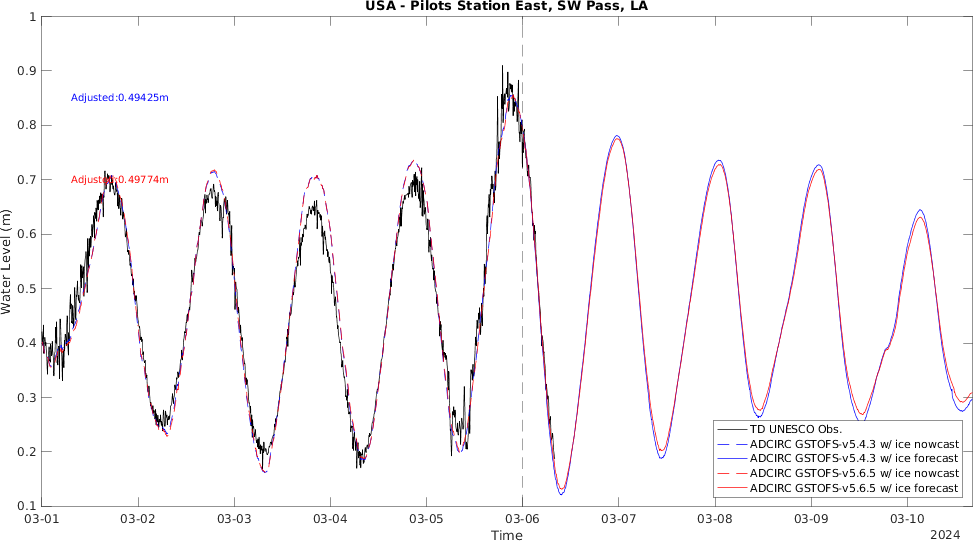 USA - Pilots Station East, SW Pass, LA
1
0.9
0.8
0.7
0.6
0.5
0.4
0.3
0.2
0.1
Water Level (m)
Adjusted:0.49425m
Adjusted:0.49774m
TD UNESCO Obs.
ADCIRC GSTOFS-v5.4.3 w/ ice nowcast
ADCIRC GSTOFS-v5.4.3 w/ ice forecast
ADCIRC GSTOFS-v5.6.5 w/ ice nowcast
ADCIRC GSTOFS-v5.6.5 w/ ice forecast
03-01 03-02 03-03 03-04 03-05 03-06 03-07 03-08 03-09 03-10
Time
2024